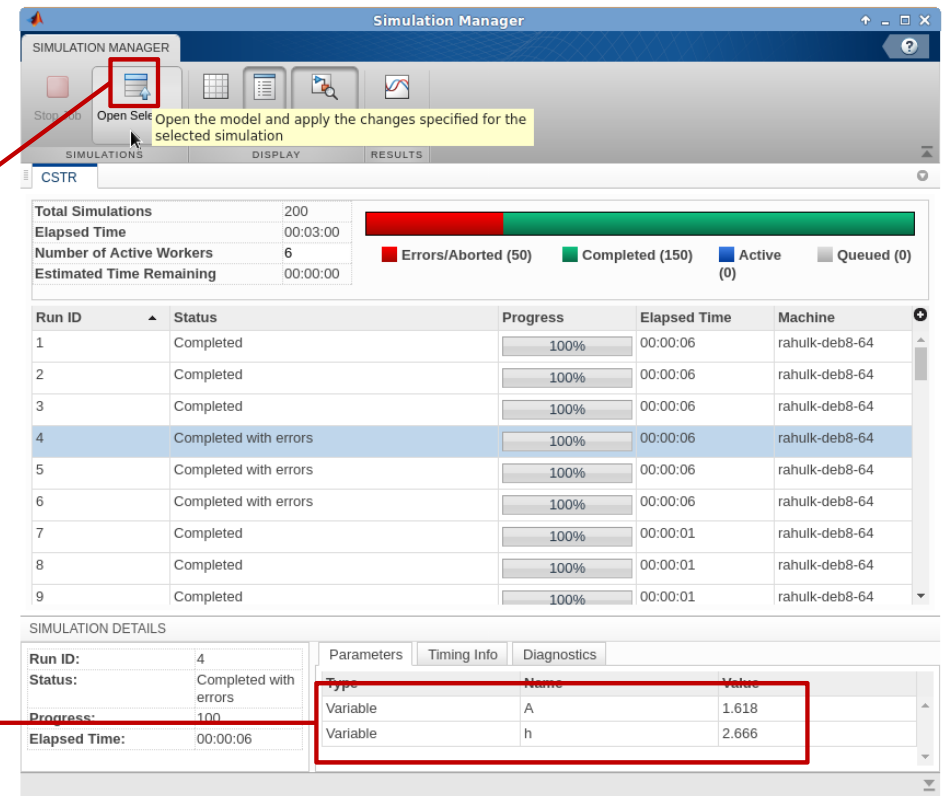 Simulation Manager
SIMULATION MANAGER
?
Stop Job
Open Sele
Open the model and apply the changes specified for the
selected simulation
SIMULATIONS DISPLAY RESULTS
CSTR
Total Simulations 200
Elapsed Time 00:03:00
Number of Active Workers 6
Estimated Time Remaining 00:00:00
Errors/Aborted (50) Completed (150) Active (0) Queued (0)
Run ID Status Progress Elapsed Time Machine
1 Completed 100% 00:00:06 rahulk-deb8-64
2 Completed 100% 00:00:06 rahulk-deb8-64
3 Completed 100% 00:00:06 rahulk-deb8-64
4 Completed with errors 100% 00:00:06 rahulk-deb8-64
5 Completed with errors 100% 00:00:06 rahulk-deb8-64
6 Completed with errors 100% 00:00:06 rahulk-deb8-64
7 Completed 100% 00:00:01 rahulk-deb8-64
8 Completed 100% 00:00:01 rahulk-deb8-64
9 Completed 100% 00:00:01 rahulk-deb8-64
SIMULATION DETAILS
Run ID: 4
Status: Completed with
errors
Progress: 100
Elapsed Time: 00:00:06
Parameters Timing Info Diagnostics
Type Name Value
Variable A 1.618
Variable h 2.666